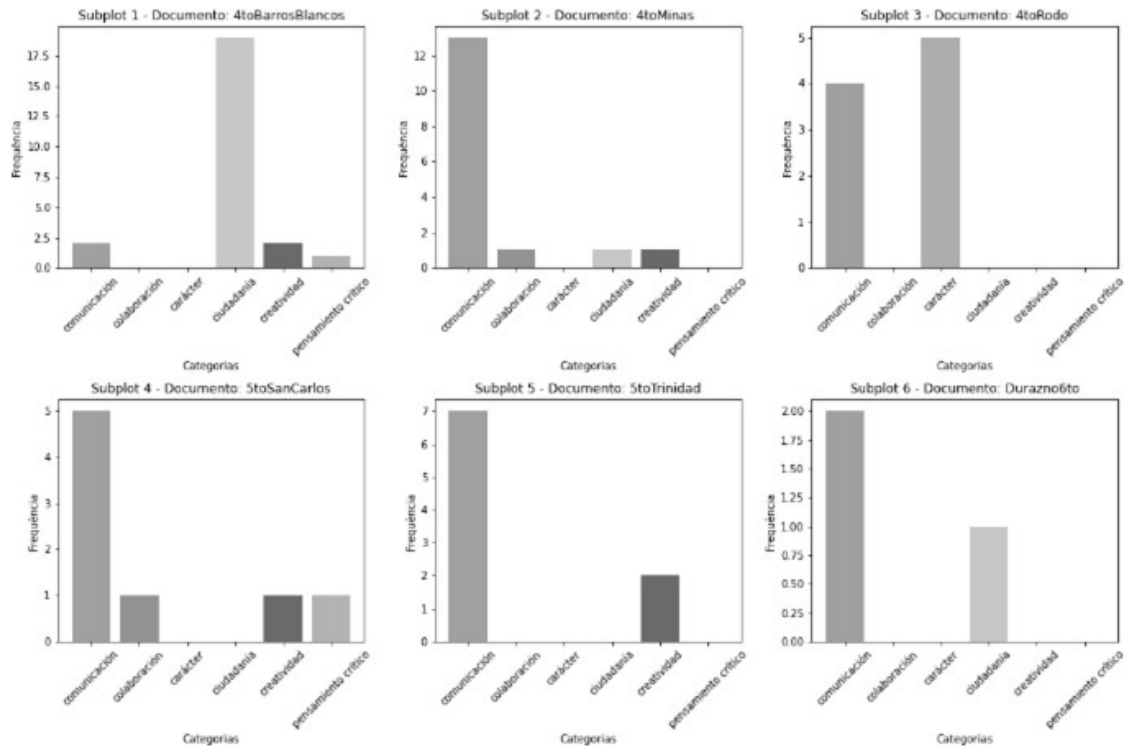 Subplot 1 - Documento: 4toBarrosBlancos
17.5
15.0
12.5
10.0
7.5
5.0
2.5
0.0
Frequência
comunicación
colaboración
carácter
ciudadanía
creatividad
pensamiento crítico
Categorias
Subplot 2 - Documento: 4toMinas
12
10
8
6
4
2
0
Frequência
comunicación
colaboración
carácter
ciudadanía
creatividad
pensamiento crítico
Categorias
Subplot 3 - Documento: 4toRodo
5
4
3
2
1
0
Frequência
comunicación
colaboración
carácter
ciudadanía
creatividad
pensamiento crítico
Categorias
Subplot 4 - Documento: 5toSanCarlos
5
4
3
2
1
0
Frequência
comunicación
colaboración
carácter
ciudadanía
creatividad
pensamiento crítico
Categorias
Subplot 5 - Documento: 5toTrinidad
7
6
5
4
3
2
1
0
Frequência
comunicación
colaboración
carácter
ciudadanía
creatividad
pensamiento crítico
Categorias
Subplot 6 - Documento: Durazno6to
2.00
1.75
1.50
1.25
1.00
0.75
0.50
0.25
0.00
Frequência
comunicación
colaboración
carácter
ciudadanía
creatividad
pensamiento crítico
Categorias